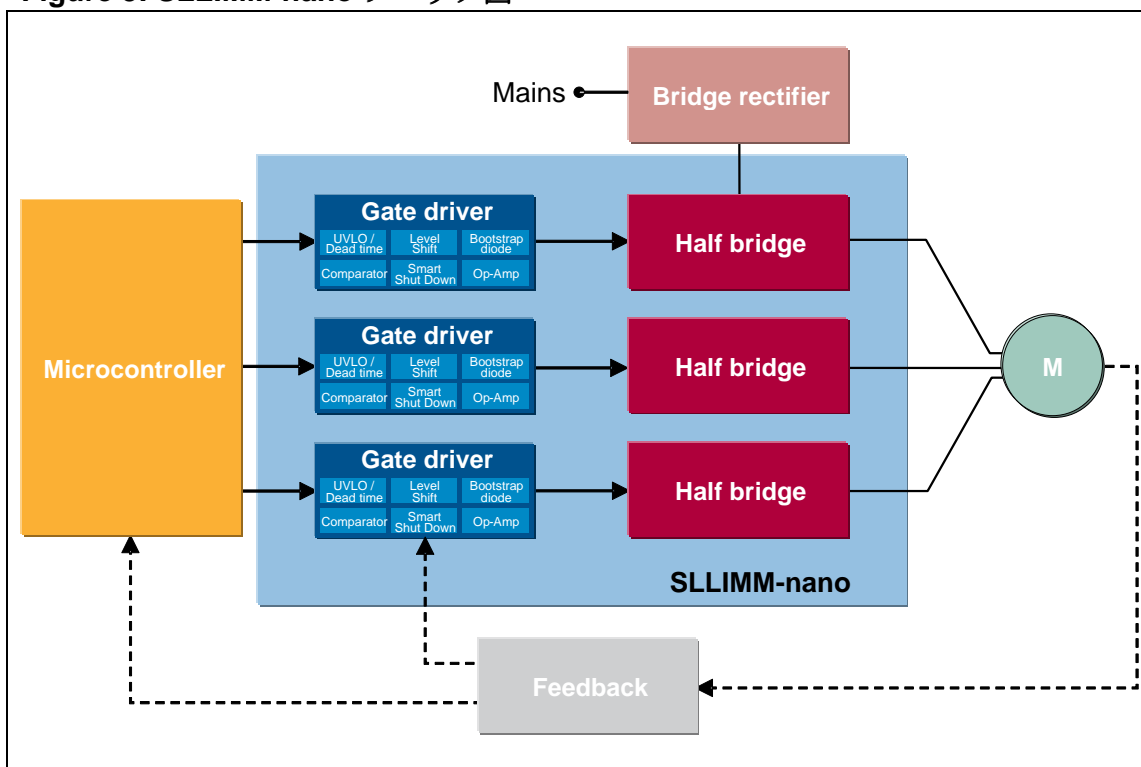 Mains
Bridge rectifier
Microcontroller
Gate driver
UVLO /
Dead time
Level
Shift
Bootstrap
diode
Comparator
Smart
Shut Down
Op-Amp
Half bridge
Gate driver
UVLO /
Dead time
Level
Shift
Bootstrap
diode
Comparator
Smart
Shut Down
Op-Amp
Half bridge
Gate driver
UVLO /
Dead time
Level
Shift
Bootstrap
diode
Comparator
Smart
Shut Down
Op-Amp
Half bridge
M
SLLIMM-nano
Feedback